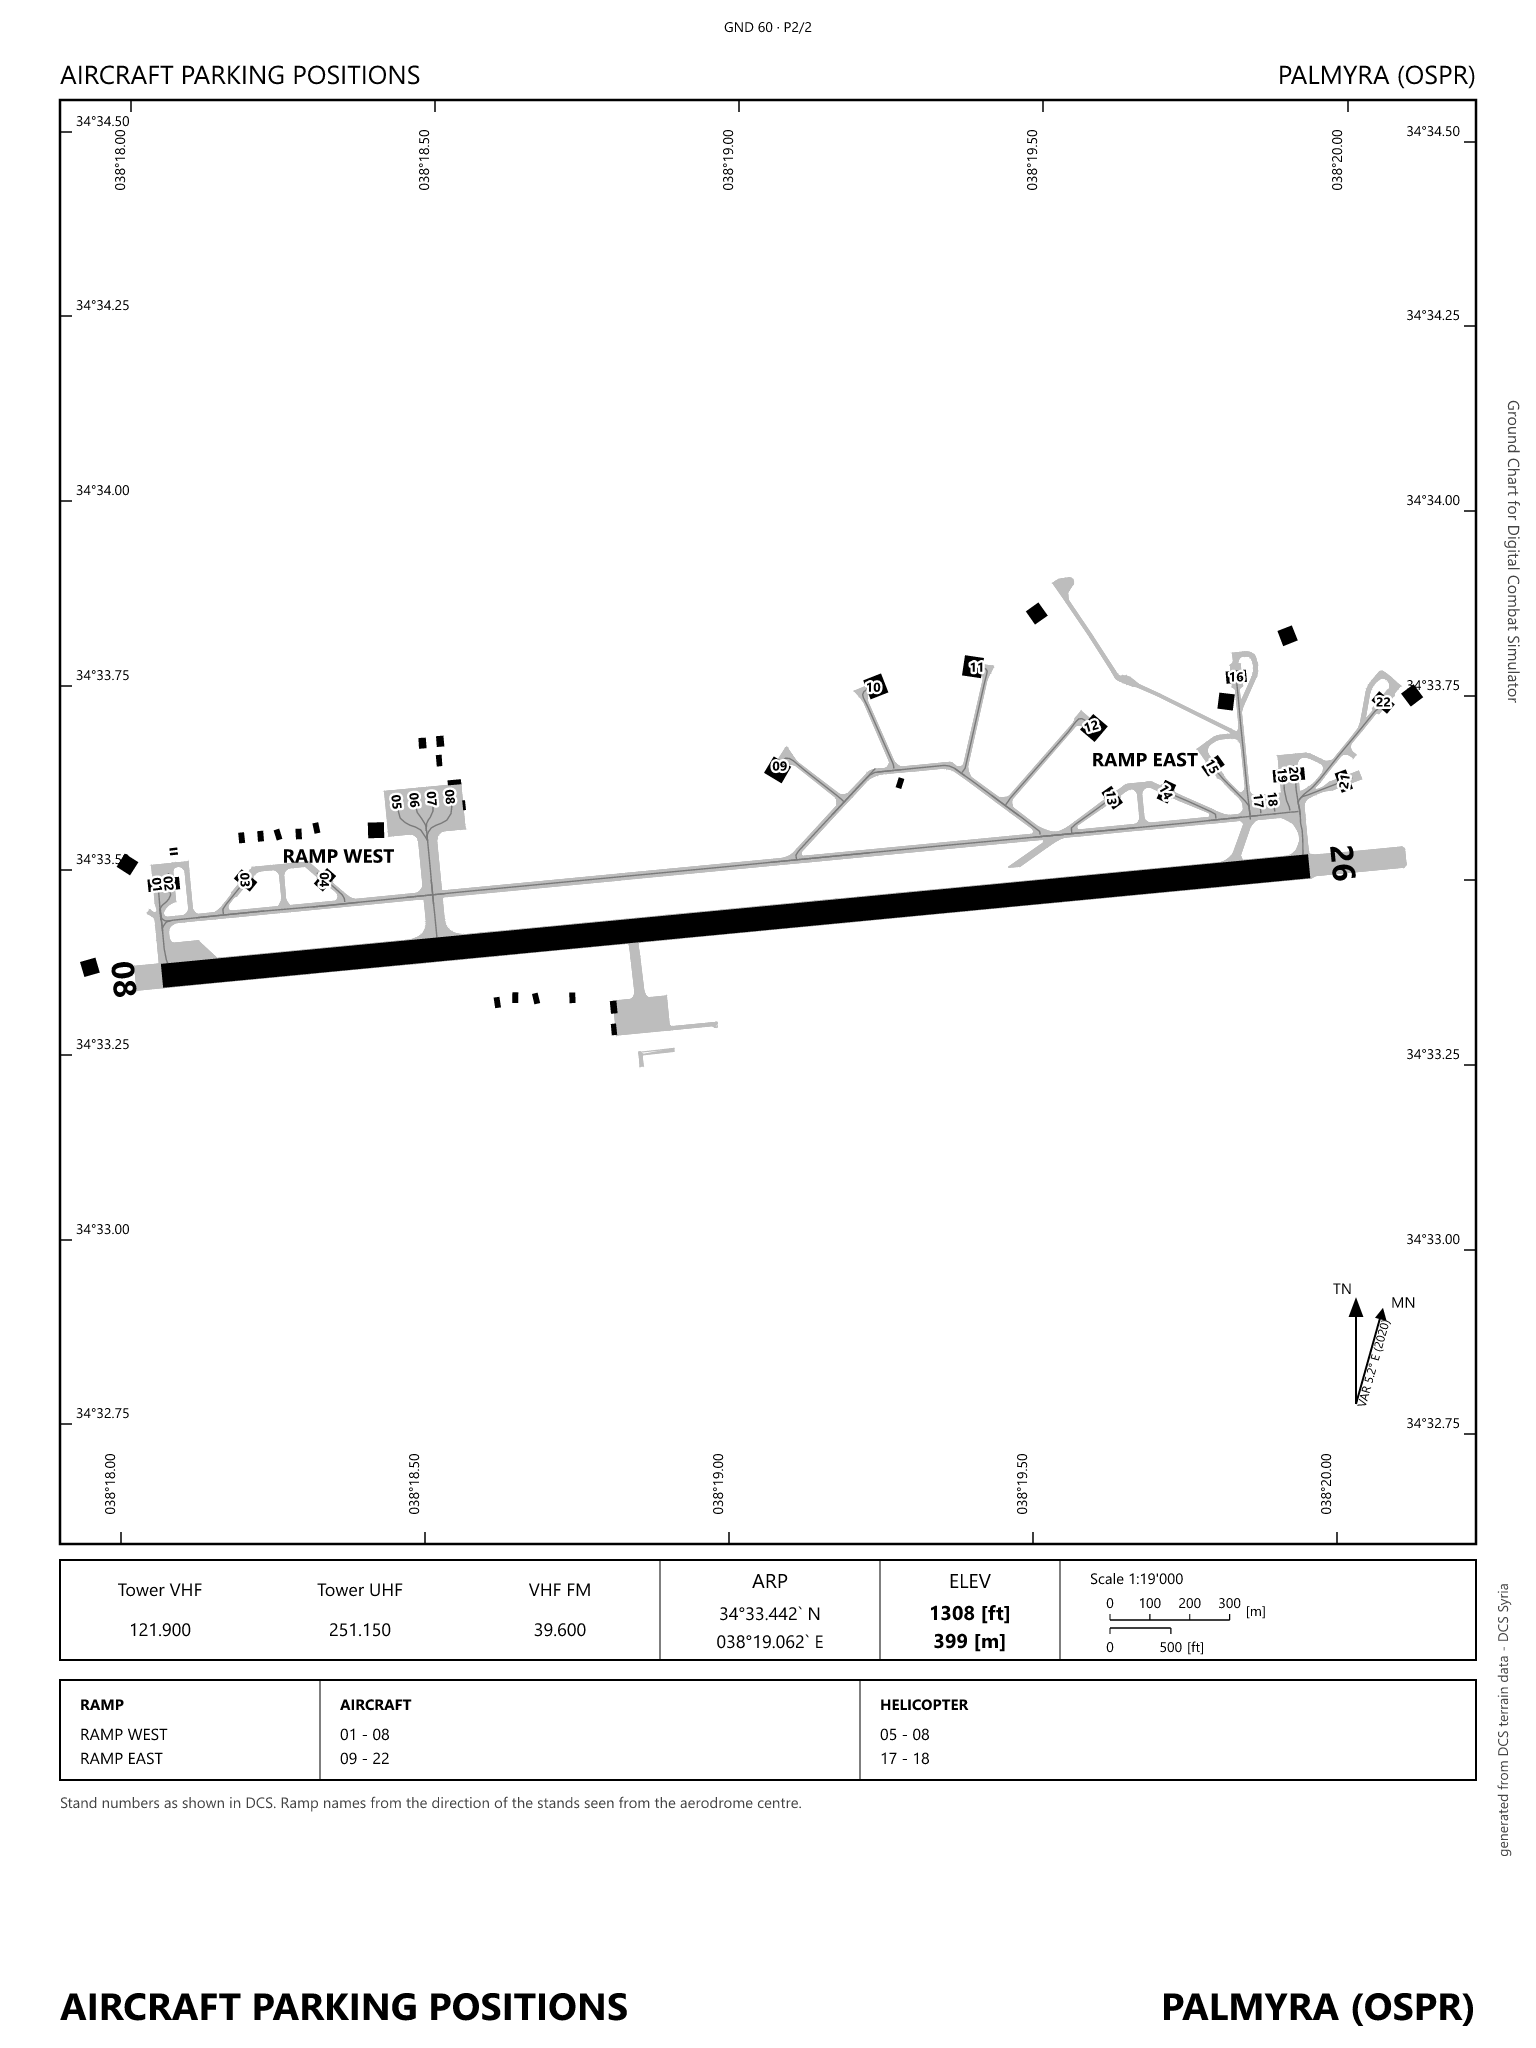 GND 60 · P2/2
AIRCRAFT PARKING POSITIONS
PALMYRA (OSPR)
34°34.50
038°18.00
038°18.50
038°19.00
038°19.50
038°20.00
34°34.50
34°34.25
34°34.25
34°34.00
34°34.00
34°33.75
34°33.75
34°33.5
34°33.25
34°33.25
34°33.00
34°33.00
34°32.75
34°32.75
16
11
10
22
12
09
RAMP EAST
15
19
20
21
14
13
17
18
05
06
07
08
RAMP WEST
01
02
03
04
26
08
TN
MN
VAR 5.2° E (2020)
038°18.00
038°18.50
038°19.00
038°19.50
038°20.00
Ground Chart for Digital Combat Simulator
Tower VHF
121.900
Tower UHF
251.150
VHF FM
39.600
ARP
34°33.442` N
038°19.062` E
ELEV
1308 [ft]
399 [m]
Scale 1:19'000
0 100 200 300 [m]
0 500 [ft]
RAMP
AIRCRAFT
HELICOPTER
RAMP WEST
01 - 08
05 - 08
RAMP EAST
09 - 22
17 - 18
Stand numbers as shown in DCS. Ramp names from the direction of the stands seen from the aerodrome centre.
generated from DCS terrain data - DCS Syria
AIRCRAFT PARKING POSITIONS
PALMYRA (OSPR)